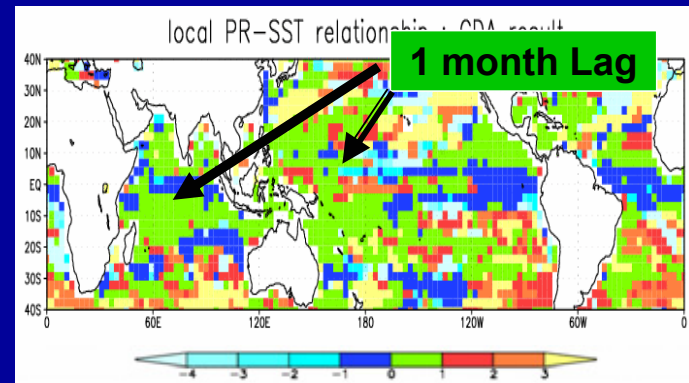 local PR-SST relationship : CDA result
1 month Lag
40N
30N
20N
10N
EQ
10S
20S
30S
40S
0 60E 120E 180 120W 60W 0
-4 -3 -2 -1 0 1 2 3